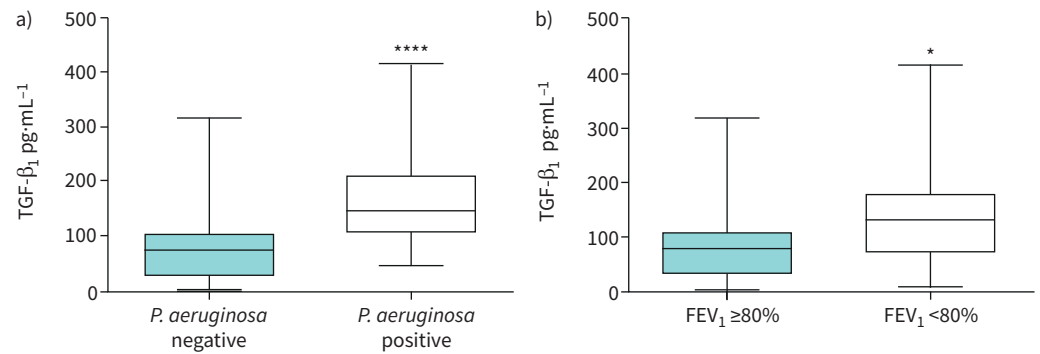 a)
500
400
300
200
100
0
TGF-β₁ pg·mL⁻¹
****
P. aeruginosa
negative
P. aeruginosa
positive
b)
500
400
300
200
100
0
TGF-β₁ pg·mL⁻¹
*
FEV₁ ≥80%
FEV₁ <80%